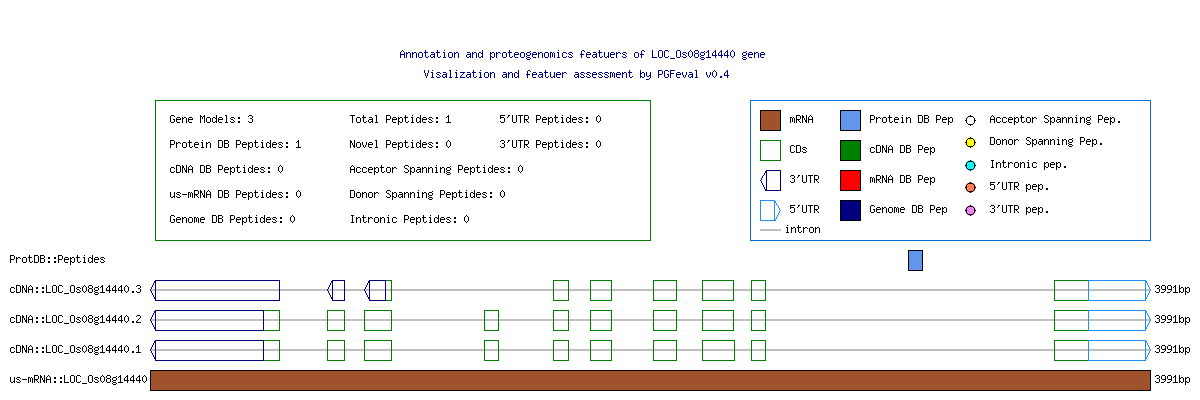 Annotation and proteogenomics featuers of LOC_Os08g14440 gene
Visalization and featuer assessment by PGFeval v0.4
Gene Models: 3 Total Peptides: 1 5'UTR Peptides: 0
Protein DB Peptides: 1 Novel Peptides: 0 3'UTR Peptides: 0
cDNA DB Peptides: 0 Acceptor Spanning Peptides: 0
us-mRNA DB Peptides: 0 Donor Spanning Peptides: 0
Genome DB Peptides: 0 Intronic Peptides: 0
mRNA Protein DB Pep Acceptor Spanning Pep.
CDs cDNA DB Pep Donor Spanning Pep.
3'UTR mRNA DB Pep Intronic pep.
5'UTR Genome DB Pep 5'UTR pep.
intron 3'UTR pep.
ProtDB::Peptides
cDNA::LOC_Os08g14440.3 3991bp
cDNA::LOC_Os08g14440.2 3991bp
cDNA::LOC_Os08g14440.1 3991bp
us-mRNA::LOC_Os08g14440 3991bp